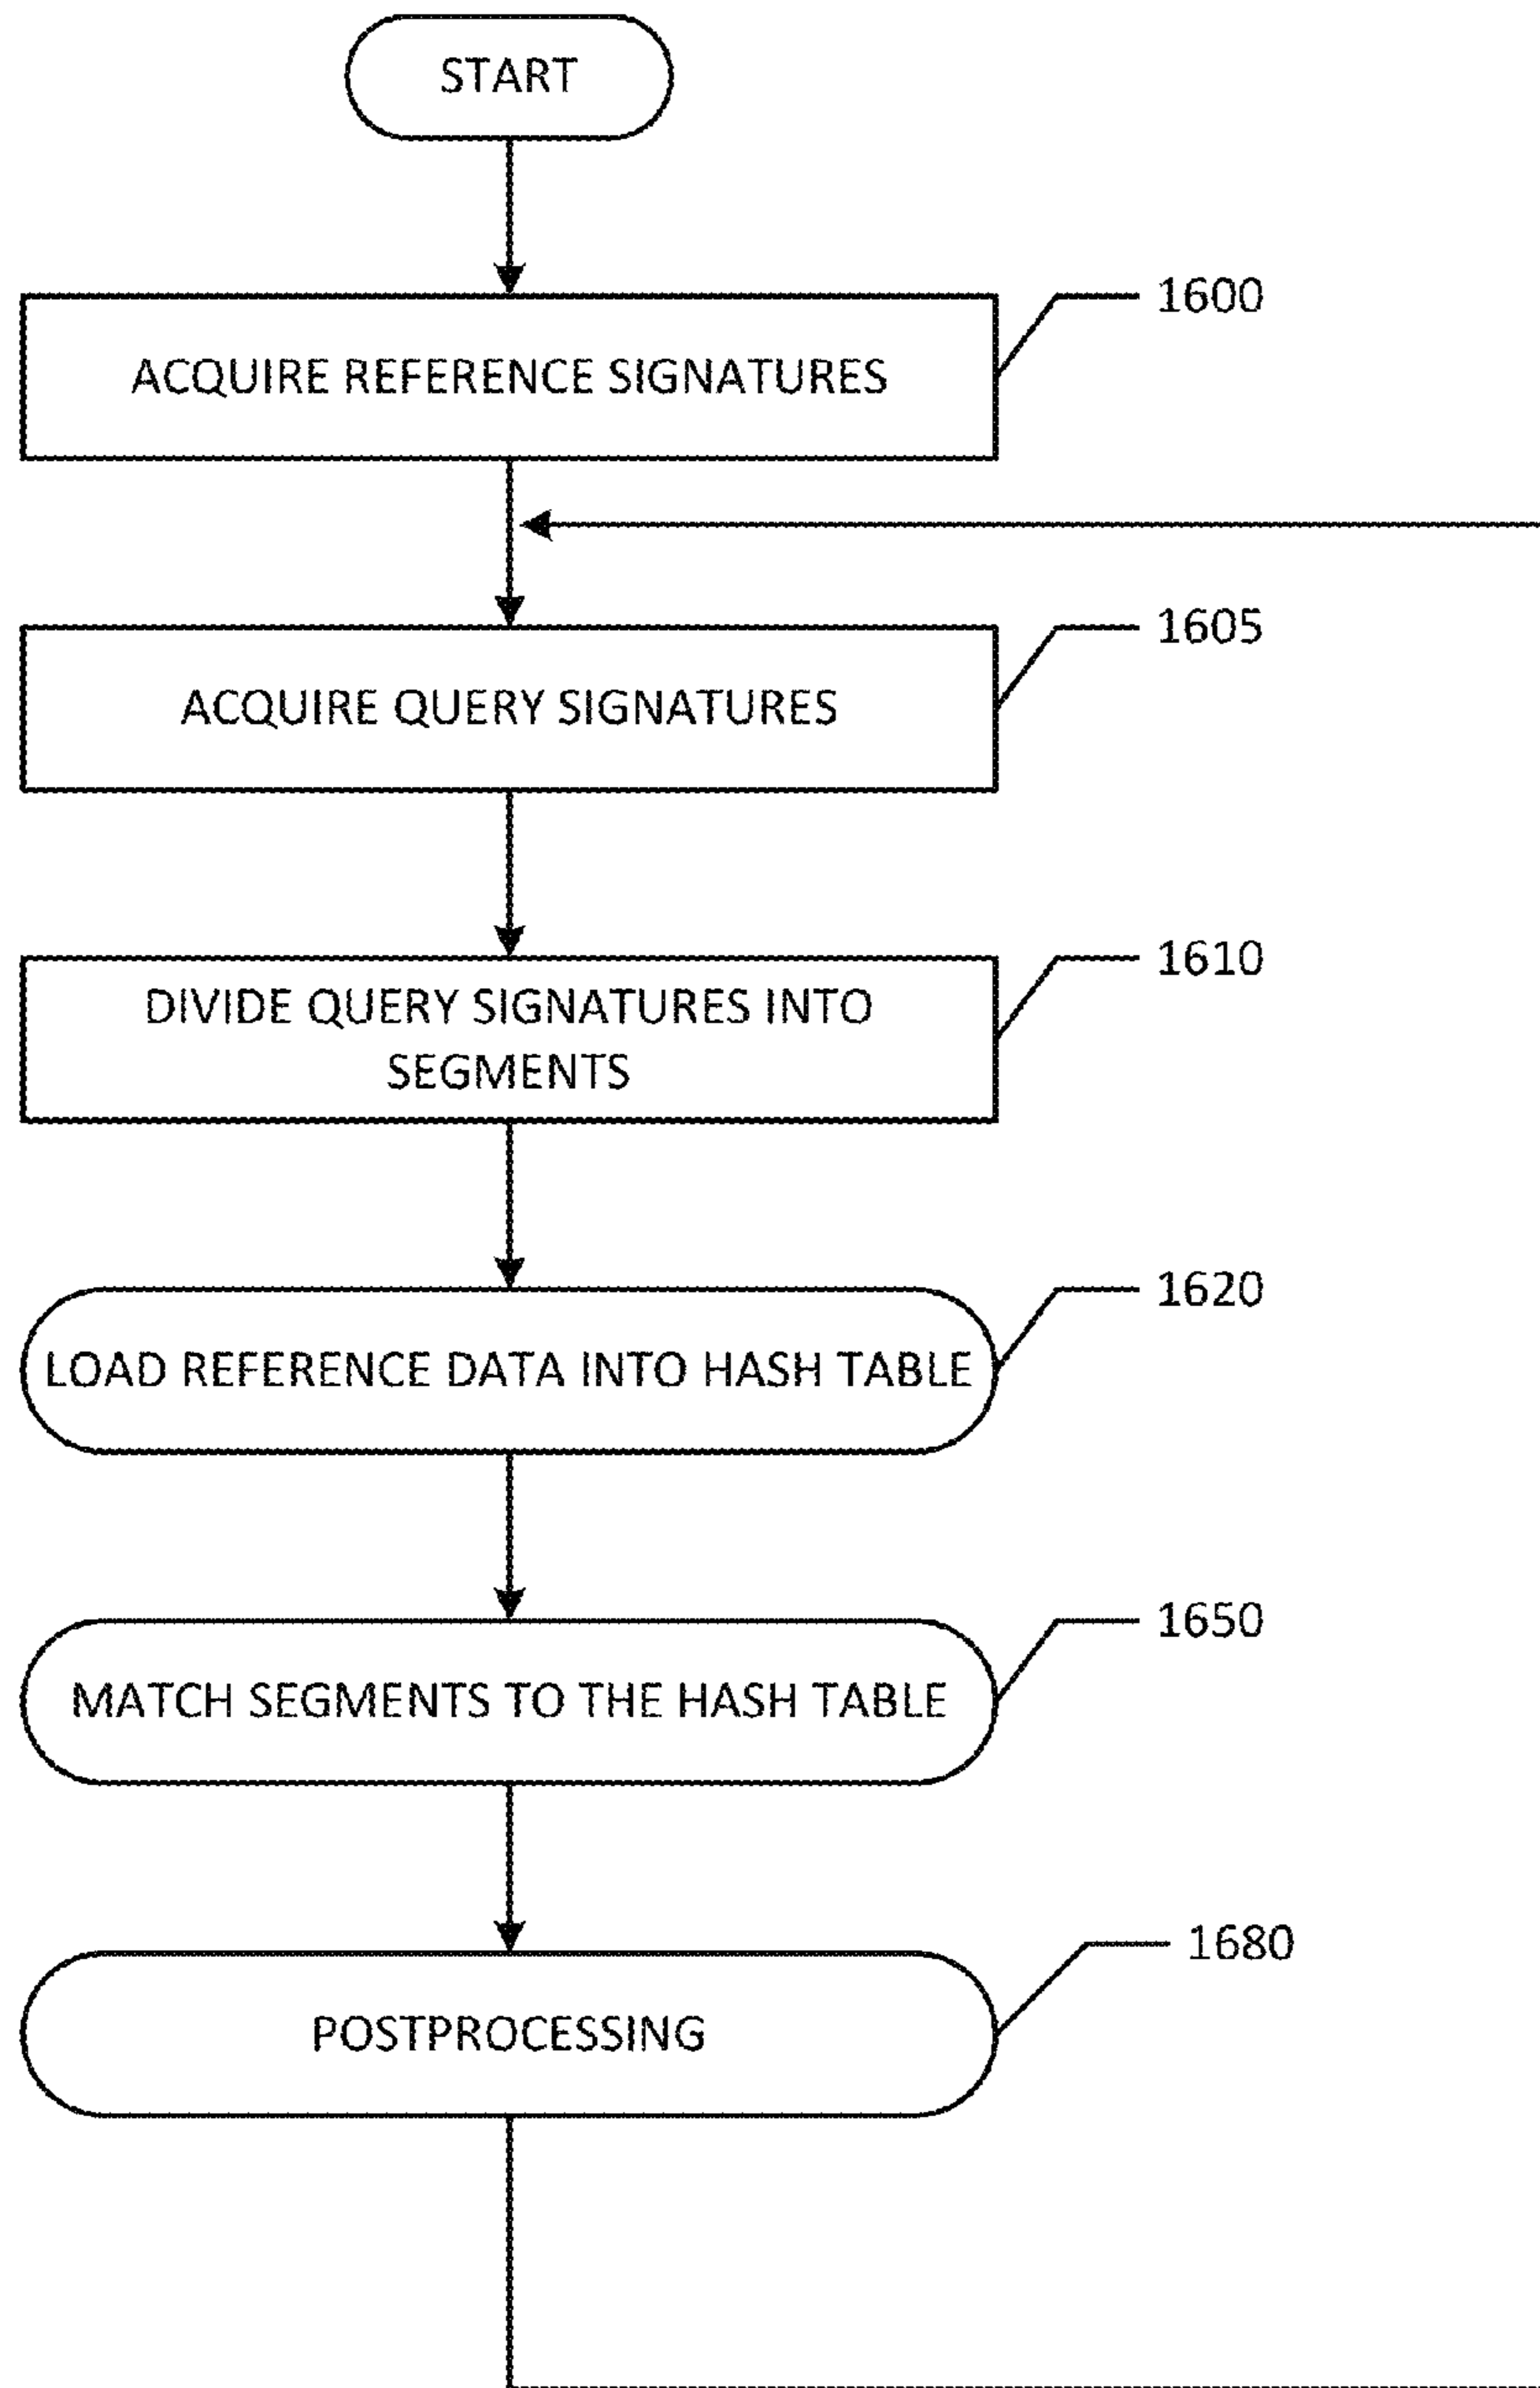 START
1600
ACQUIRE REFERENCE SIGNATURES
1605
ACQUIRE QUERY SIGNATURES
1610
DIVIDE QUERY SIGNATURES INTO
SEGMENTS
1620
LOAD REFERENCE DATA INTO HASH TABLE
1650
MATCH SEGMENTS TO THE HASH TABLE
1680
POSTPROCESSING